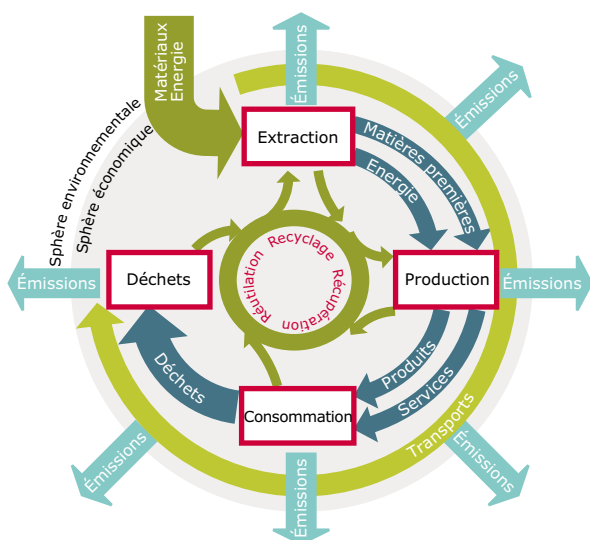 Matériaux
Energie
Émissions
Émissions
Sphère environnementale
Sphère économique
Extraction
Matières premières
Energie
Recyclage
Récupération
Réutilation
Déchets
Production
Émissions
Émissions
Déchets
Produits
Services
Consommation
Transports
Émissions
Émissions
Émissions